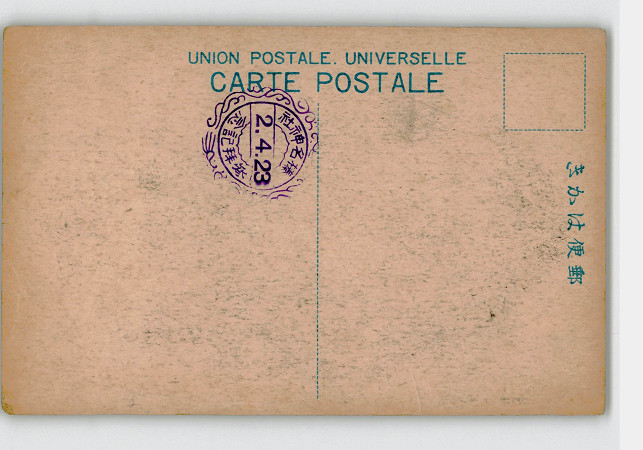 UNION POSTALE. UNIVERSELLE
CARTE POSTALE
2.4.23
きかは便郵